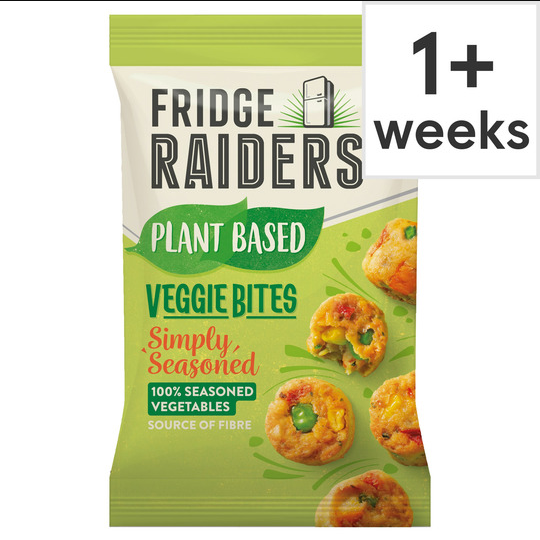 1+
weeks
FRIDGE
RAIDERS
PLANT BASED
VEGGIE BITES
Simply
Seasoned
100% SEASONED
VEGETABLES
SOURCE OF FIBRE